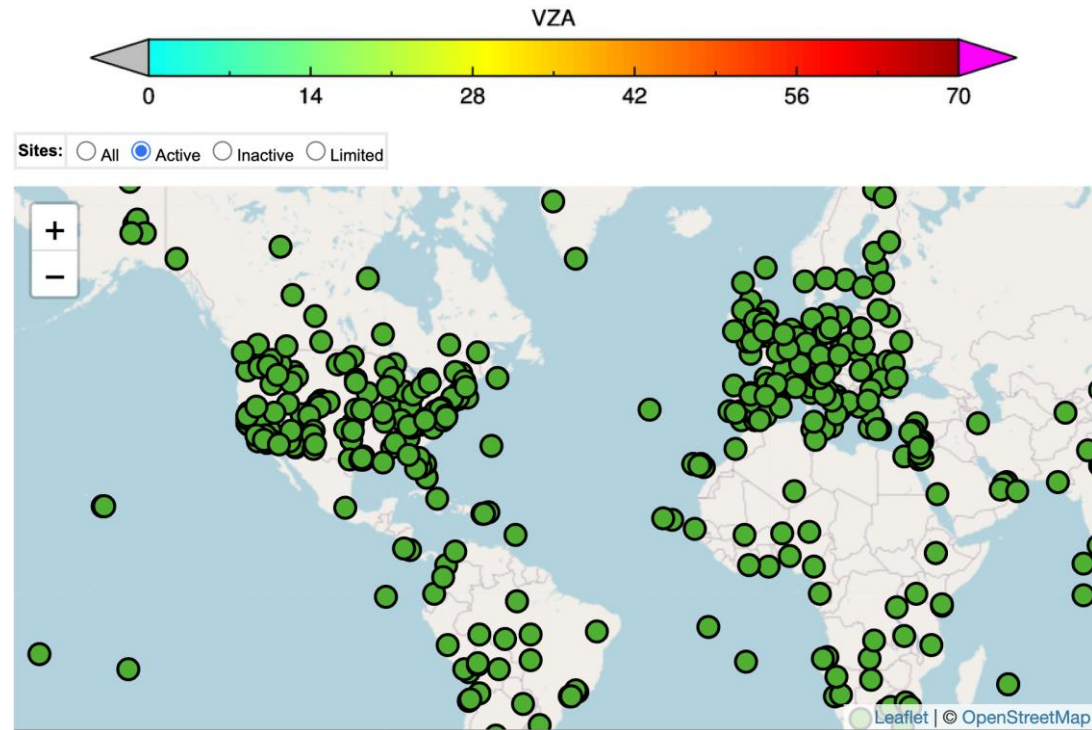 VZA
0 14 28 42 56 70
Sites: All Active Inactive Limited
+
−
Leaflet | © OpenStreetMap